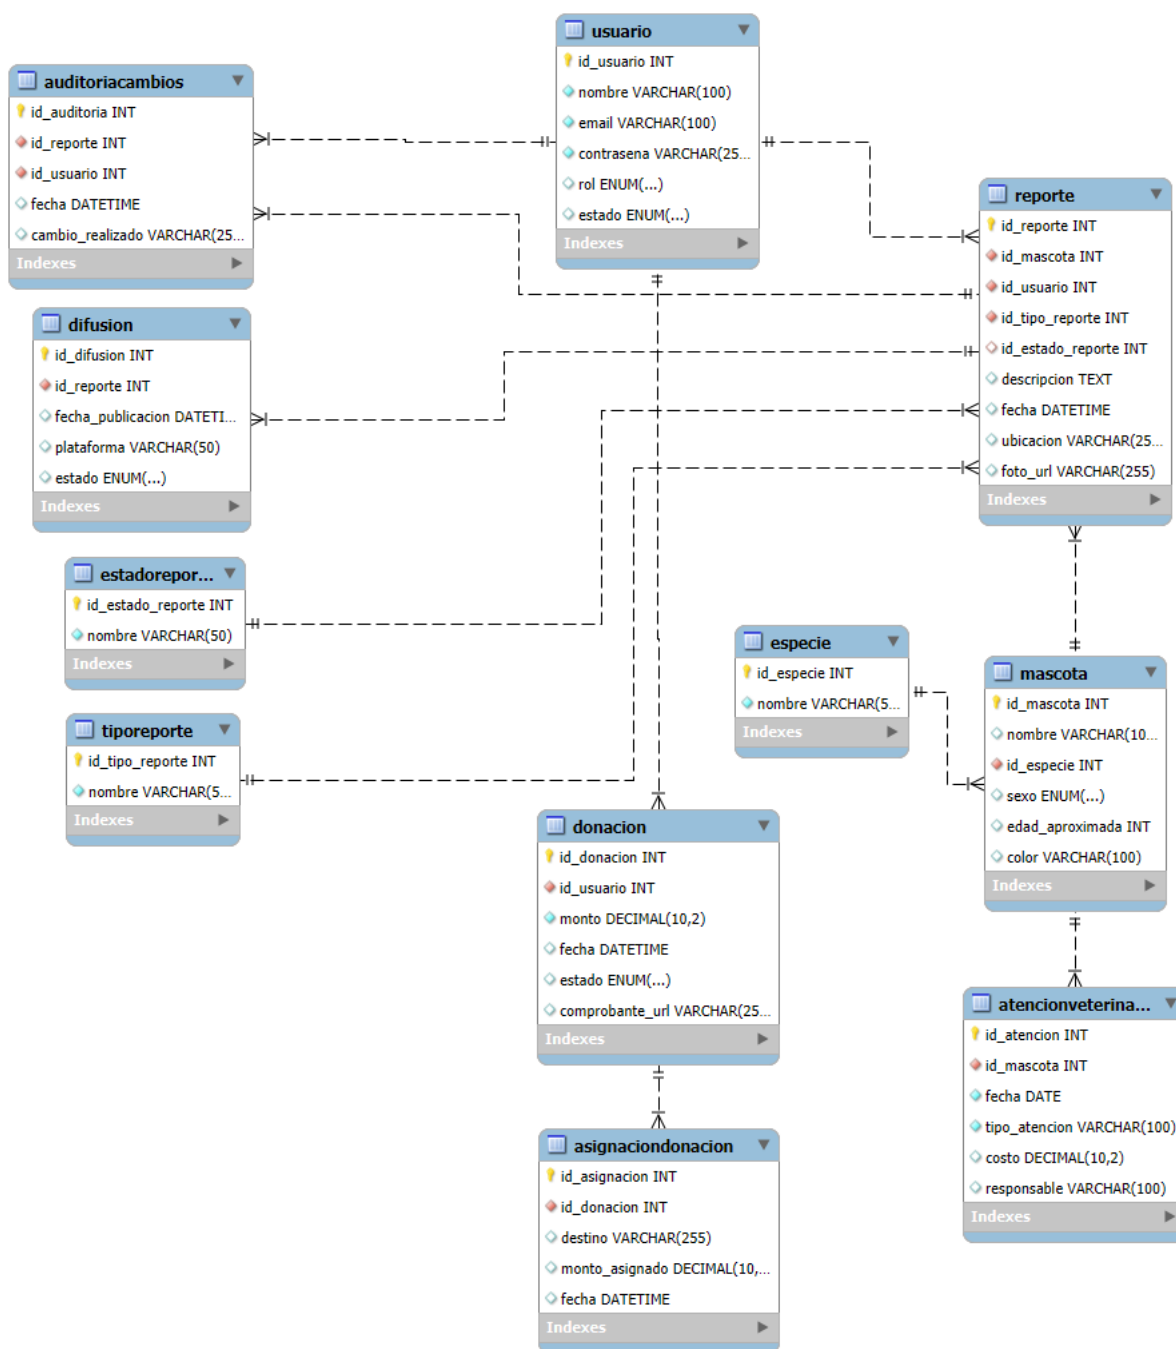 usuario
id_usuario INT
nombre VARCHAR(100)
email VARCHAR(100)
contrasena VARCHAR(25...
rol ENUM(...)
estado ENUM(...)
Indexes
auditoriacambios
id_auditoria INT
id_reporte INT
id_usuario INT
fecha DATETIME
cambio_realizado VARCHAR(25...
Indexes
reporte
id_reporte INT
id_mascota INT
id_usuario INT
id_tipo_reporte INT
id_estado_reporte INT
descripcion TEXT
fecha DATETIME
ubicacion VARCHAR(25...
foto_url VARCHAR(255)
Indexes
difusion
id_difusion INT
id_reporte INT
fecha_publicacion DATETI...
plataforma VARCHAR(50)
estado ENUM(...)
Indexes
estadorepor...
id_estado_reporte INT
nombre VARCHAR(50)
Indexes
especie
id_especie INT
nombre VARCHAR(5...
Indexes
mascota
id_mascota INT
nombre VARCHAR(10...
id_especie INT
sexo ENUM(...)
edad_aproximada INT
color VARCHAR(100)
Indexes
tiporeporte
id_tipo_reporte INT
nombre VARCHAR(5...
Indexes
donacion
id_donacion INT
id_usuario INT
monto DECIMAL(10,2)
fecha DATETIME
estado ENUM(...)
comprobante_url VARCHAR(25...
Indexes
atencionveterina...
id_atencion INT
id_mascota INT
fecha DATE
tipo_atencion VARCHAR(100)
costo DECIMAL(10,2)
responsable VARCHAR(100)
Indexes
asignaciondonacion
id_asignacion INT
id_donacion INT
destino VARCHAR(255)
monto_asignado DECIMAL(10,...
fecha DATETIME
Indexes